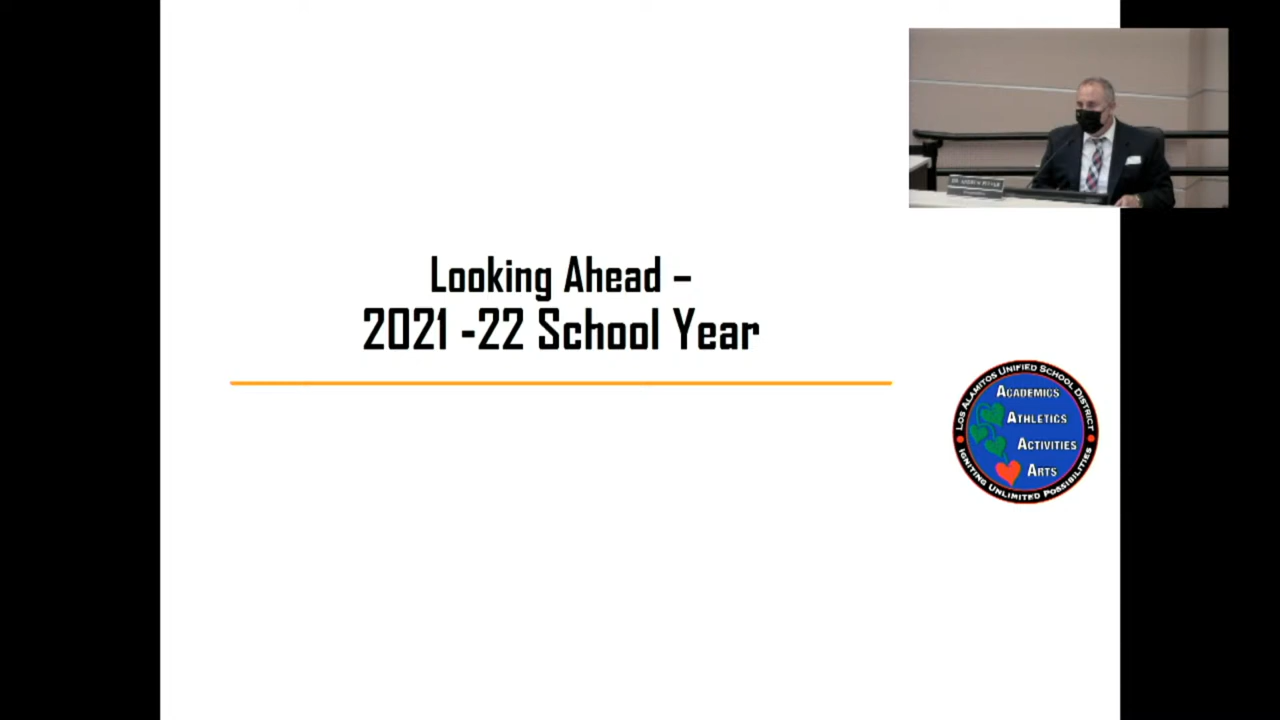 Looking Ahead –
2021 -22 School Year
LOS ALAMITOS UNIFIED SCHOOL DISTRICT
ACADEMICS
ATHLETICS
ACTIVITIES
ARTS
IGNITING UNLIMITED POSSIBILITIES